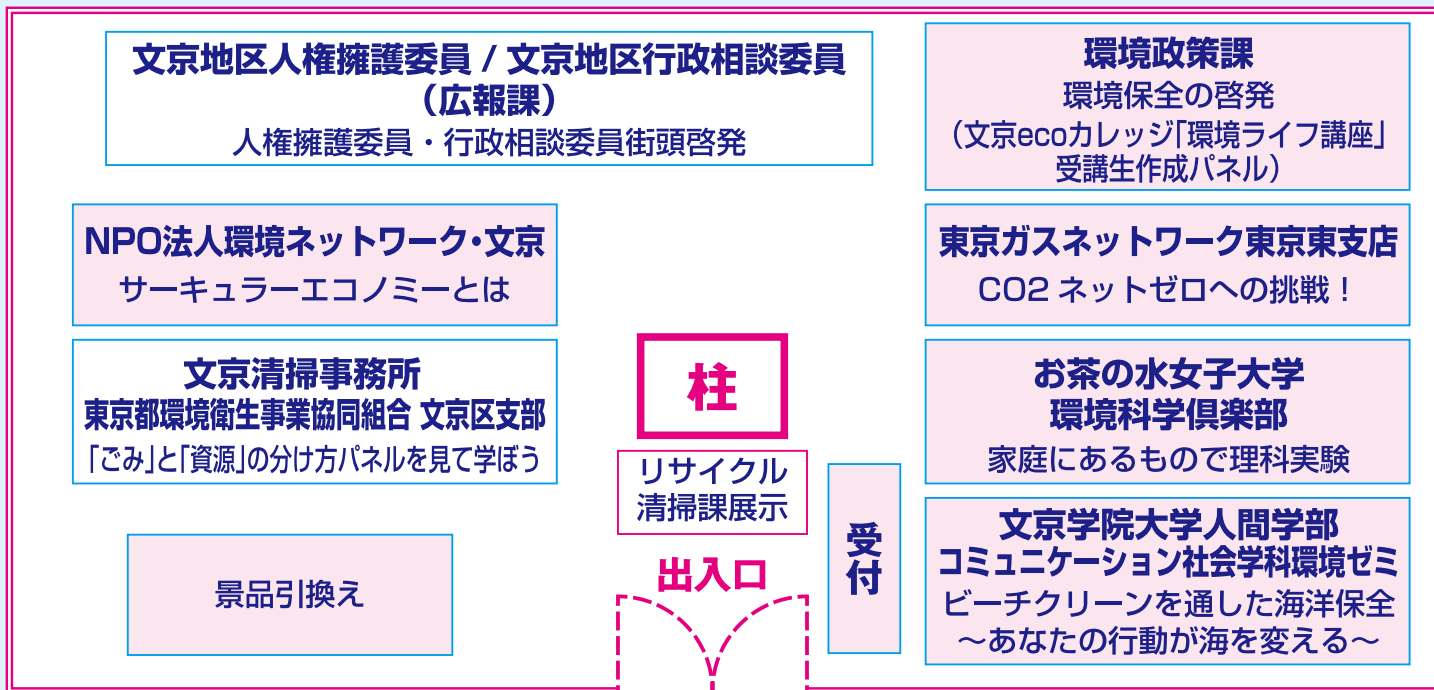 文京地区人権擁護委員 / 文京地区行政相談委員
（広報課）
人権擁護委員・行政相談委員街頭啓発
環境政策課
環境保全の啓発
（文京ecoカレッジ「環境ライフ講座」
受講生作成パネル）
NPO法人環境ネットワーク・文京
サーキュラーエコノミーとは
東京ガスネットワーク東京東支店
CO2 ネットゼロへの挑戦！
文京清掃事務所
東京都環境衛生事業協同組合 文京区支部
「ごみ」と「資源」の分け方パネルを見て学ぼう
柱
お茶の水女子大学
環境科学倶楽部
家庭にあるもので理科実験
リサイクル
清掃課展示
受付
文京学院大学人間学部
コミュニケーション社会学科環境ゼミ
ビーチクリーンを通した海洋保全
～あなたの行動が海を変える～
景品引換え
出入口